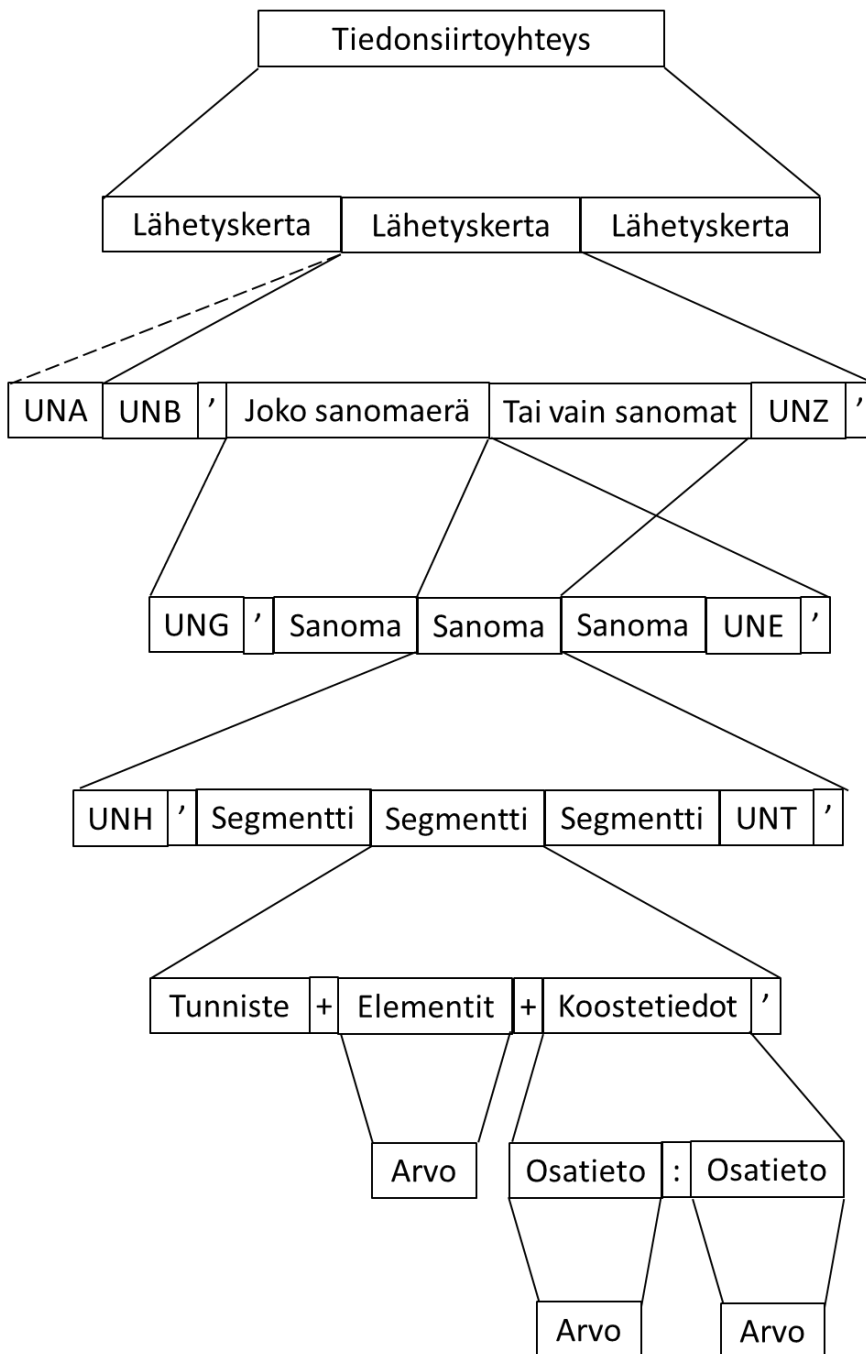 Tiedonsiirtoyhteys
Lähetyskerta Lähetyskerta Lähetyskerta
UNA UNB ’ Joko sanomaerä Tai vain sanomat UNZ ’
UNG ’ Sanoma Sanoma Sanoma UNE ’
UNH ’ Segmentti Segmentti Segmentti UNT ’
Tunniste + Elementit + Koostetiedot ’
Arvo Osatieto : Osatieto
Arvo Arvo